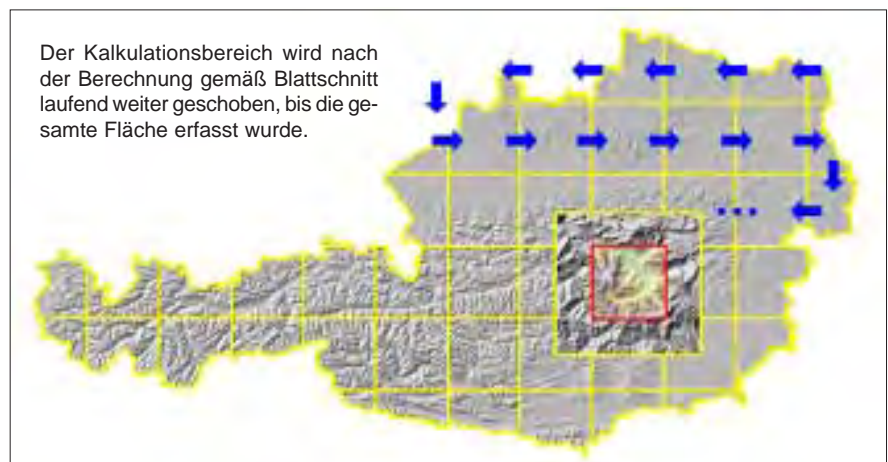 Der Kalkulationsbereich wird nach
der Berechnung gemäß Blattschnitt
laufend weiter geschoben, bis die ge-
samte Fläche erfasst wurde.
...